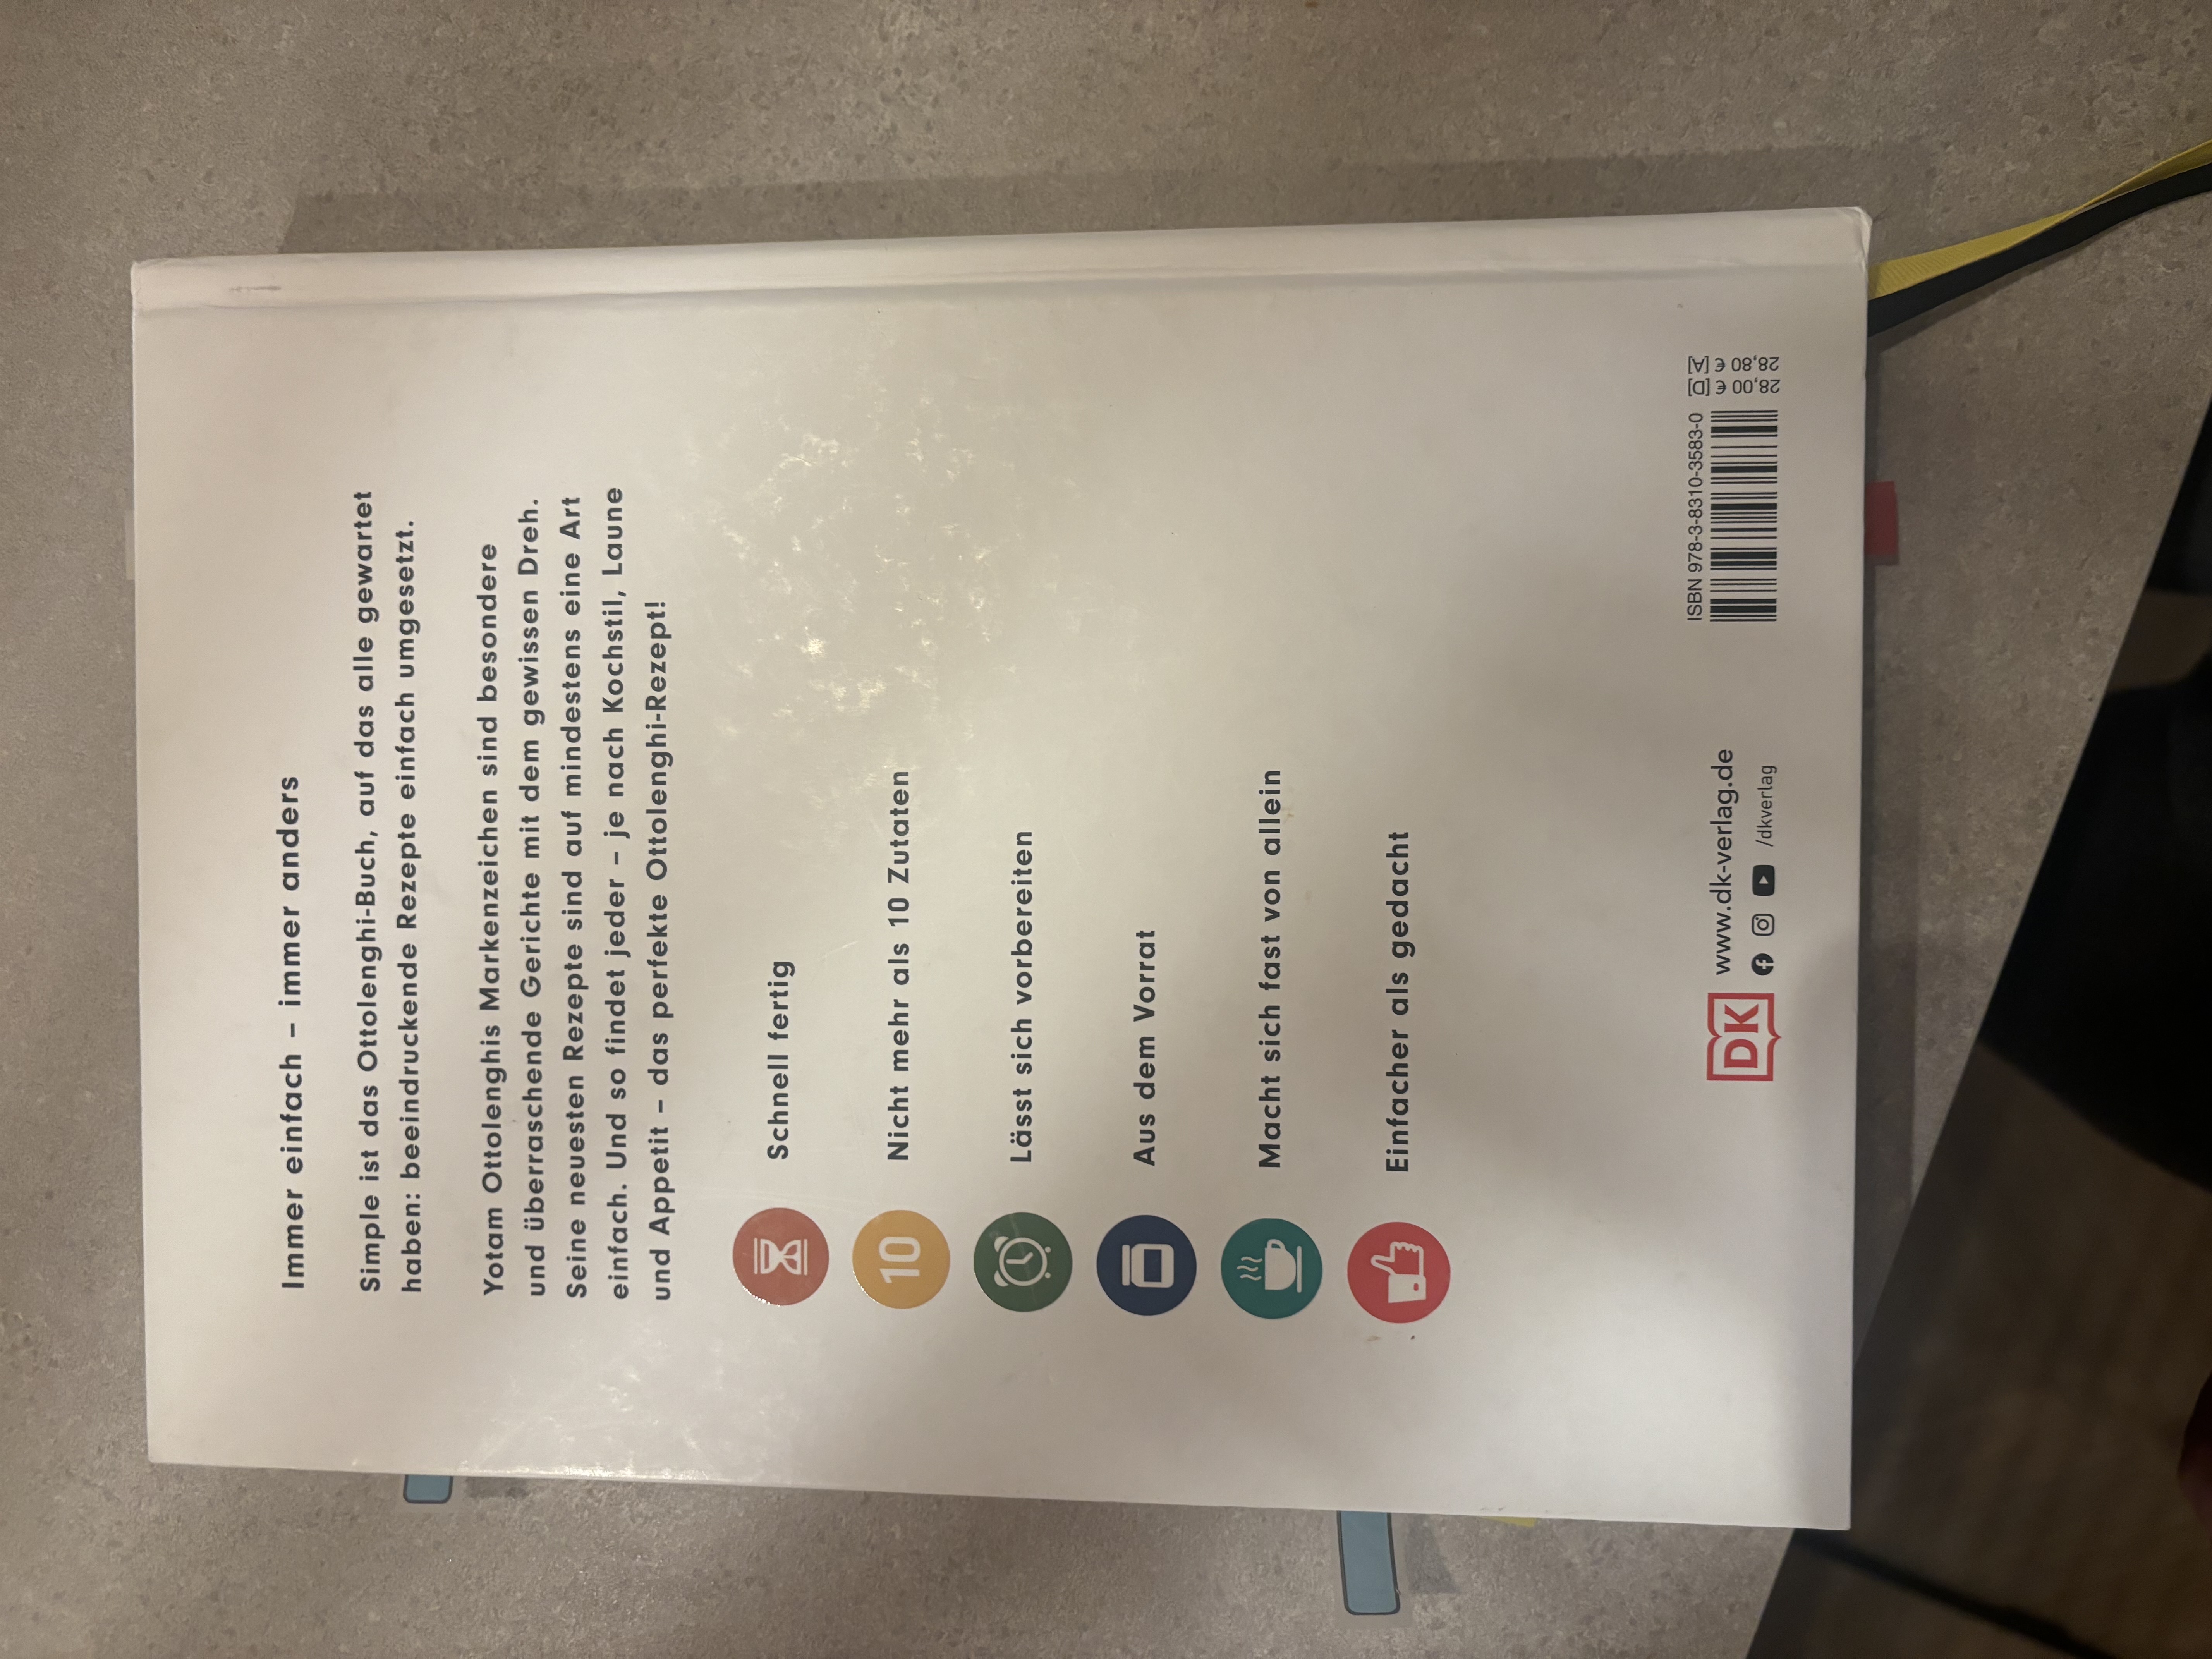 Immer einfach – immer anders
Simple ist das Ottolenghi-Buch, auf das alle gewartet
haben: beeindruckende Rezepte einfach umgesetzt.
Yotam Ottolenghis Markenzeichen sind besondere
und überraschende Gerichte mit dem gewissen Dreh.
Seine neuesten Rezepte sind auf mindestens eine Art
einfach. Und so findet jeder – je nach Kochstil, Laune
und Appetit – das perfekte Ottolenghi-Rezept!
Schnell fertig
10 Nicht mehr als 10 Zutaten
Lässt sich vorbereiten
Aus dem Vorrat
Macht sich fast von allein
Einfacher als gedacht
DK
www.dk-verlag.de
/dkverlag
ISBN 978-3-8310-3583-0
28,00 € [D]
28,80 € [A]